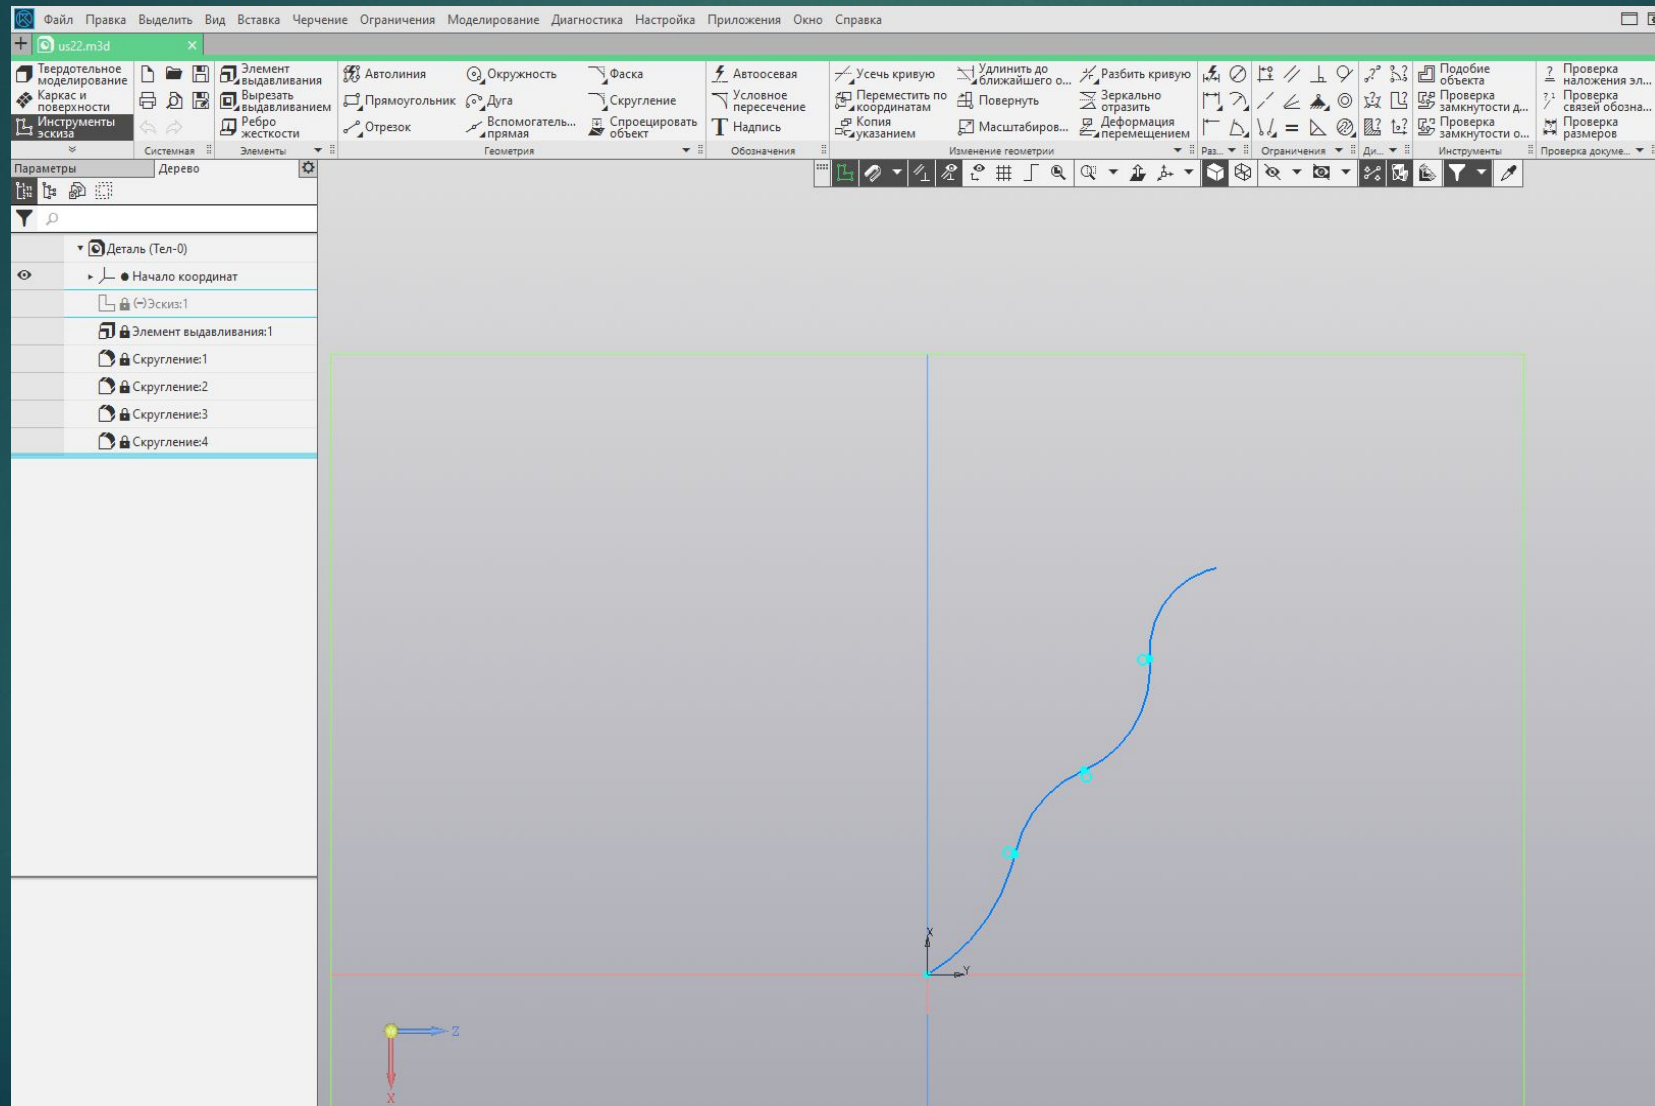 Файл Правка Выделить Вид Вставка Черчение Ограничения Моделирование Диагностика Настройка Приложения Окно Справка
us22.m3d
Твердотельное моделирование
Каркас и поверхности
Инструменты эскиза
Системная
Элемент выдавливания
Вырезать выдавливанием
Ребро жесткости
Элементы
Автолиния Окружность Фаска
Прямоугольник Дуга Скругление
Отрезок Вспомогатель... прямая Спроецировать объект
Геометрия
Автоосевая
Условное пересечение
Надпись
Обозначения
Усечь кривую Удлинить до ближайшего о... Разбить кривую
Переместить по координатам Повернуть Зеркально отразить
Копия указанием Масштабиров... Деформация перемещением
Изменение геометрии
Раз...
Ограничения
Ди...
Подобие объекта
Проверка замкнутости д...
Проверка замкнутости о...
Инструменты
Проверка наложения эл...
Проверка связей обозна...
Проверка размеров
Проверка докуме...
Параметры Дерево
Деталь (Тел-0)
Начало координат
(-)Эскиз:1
Элемент выдавливания:1
Скругление:1
Скругление:2
Скругление:3
Скругление:4
X
Y
Z
X